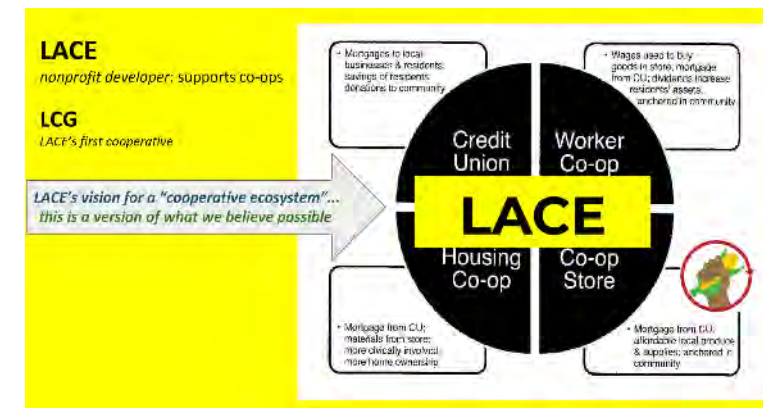 LACE
nonprofit developer: supports co-ops
LCG
LACE's first cooperative
LACE's vision for a "cooperative ecosystem"...
this is a version of what we believe possible
• Mortgages to local
businesses & residents;
savings of residents
donations to community
• Wages used to buy
goods in store, mortgage
from CU; dividends increase
residents' assets,
anchored in community
Credit
Union
Worker
Co-op
LACE
Housing
Co-op
Co-op
Store
• Mortgage from CU;
materials from store;
more civically involved,
more home ownership
• Mortgage from CU;
affordable local produce
& supplies; anchored in
community